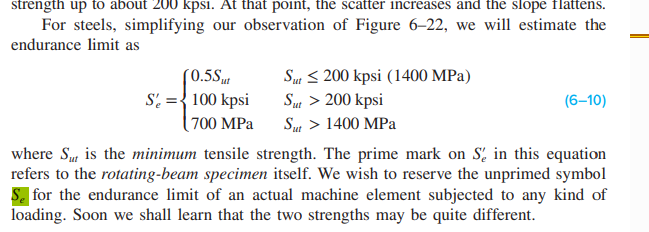 strength up to about 200 kpsi. At that point, the scatter increases and the slope flattens.
For steels, simplifying our observation of Figure 6–22, we will estimate the
endurance limit as
S′e = { 0.5Sut    Sut ≤ 200 kpsi (1400 MPa)
100 kpsi    Sut > 200 kpsi    (6–10)
700 MPa    Sut > 1400 MPa
where Sut is the minimum tensile strength. The prime mark on S′e in this equation
refers to the rotating-beam specimen itself. We wish to reserve the unprimed symbol
Se for the endurance limit of an actual machine element subjected to any kind of
loading. Soon we shall learn that the two strengths may be quite different.